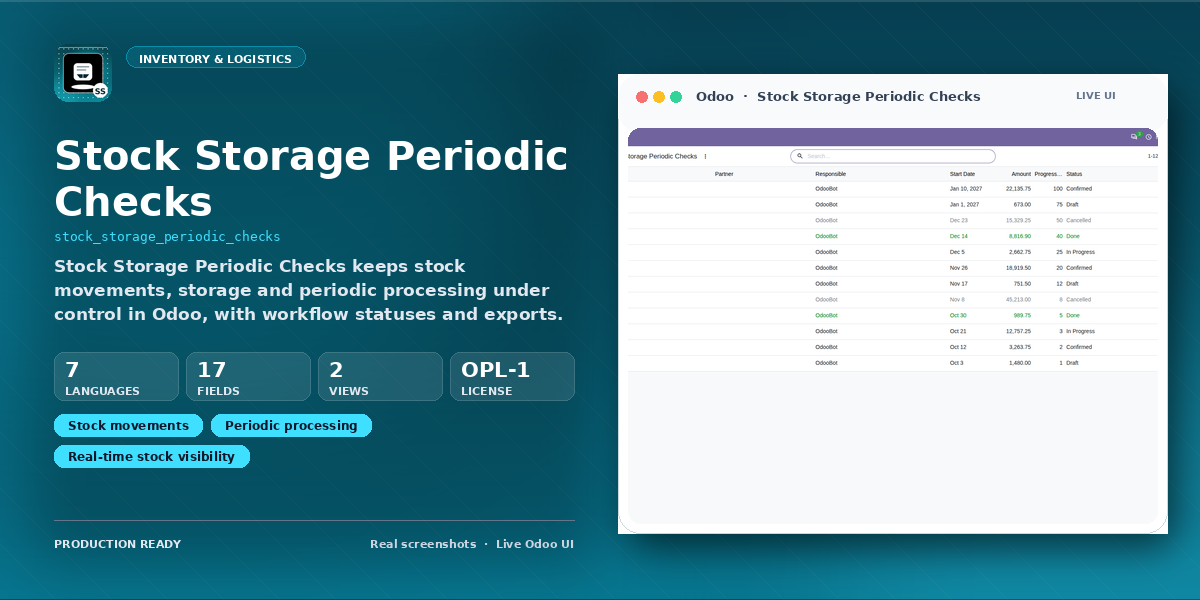 SS
INVENTORY & LOGISTICS
Stock Storage Periodic
Checks
stock_storage_periodic_checks
Stock Storage Periodic Checks keeps stock
movements, storage and periodic processing under
control in Odoo, with workflow statuses and exports.
7
LANGUAGES
17
FIELDS
2
VIEWS
OPL-1
LICENSE
Stock movements
Periodic processing
Real-time stock visibility
PRODUCTION READY
Real screenshots · Live Odoo UI
Odoo · Stock Storage Periodic Checks
LIVE UI
torage Periodic Checks
Search...
1-12
Partner Responsible Start Date Amount Progress... Status
OdooBot Jan 10, 2027 22,135.75 100 Confirmed
OdooBot Jan 1, 2027 673.00 75 Draft
OdooBot Dec 23 15,329.25 50 Cancelled
OdooBot Dec 14 8,616.90 40 Done
OdooBot Dec 5 2,662.75 25 In Progress
OdooBot Nov 26 18,919.50 20 Confirmed
OdooBot Nov 17 751.50 12 Draft
OdooBot Nov 8 45,213.00 8 Cancelled
OdooBot Oct 30 989.75 5 Done
OdooBot Oct 21 12,757.25 3 In Progress
OdooBot Oct 12 3,263.75 2 Confirmed
OdooBot Oct 3 1,480.00 1 Draft